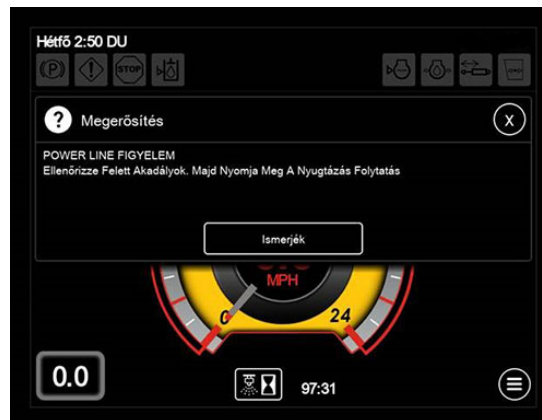 Hétfő 2:50 DU
P
STOP
?
Megerősítés
X
POWER LINE FIGYELEM
Ellenőrizze Felett Akadályok. Majd Nyomja Meg A Nyugtázás Folytatás
Ismerjék
MPH
0
24
0.0
97:31